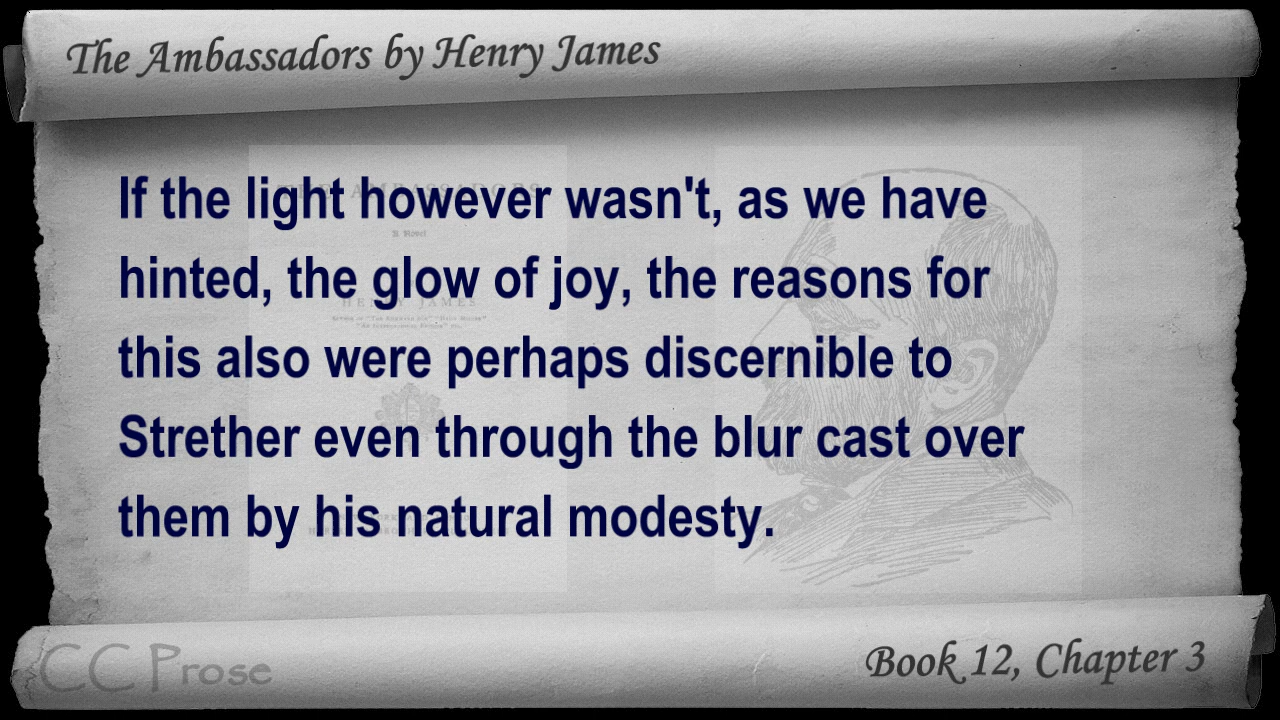 The Ambassadors by Henry James
If the light however wasn't, as we have
hinted, the glow of joy, the reasons for
this also were perhaps discernible to
Strether even through the blur cast over
them by his natural modesty.
CC Prose
Book 12, Chapter 3